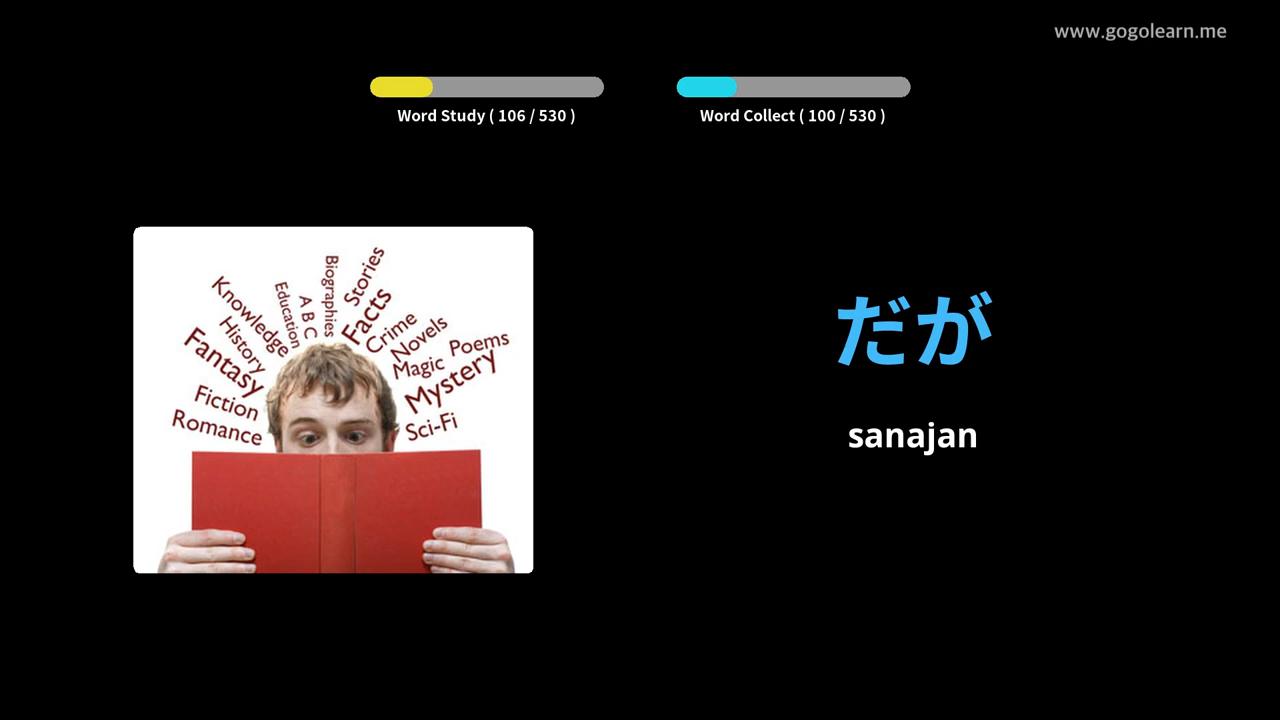 www.gogolearn.me
Word Study ( 106 / 530 )
Word Collect ( 100 / 530 )
Biographies
Stories
Education
A B C
Facts
Knowledge
Crime
History
Novels
Fantasy
Magic
Poems
Mystery
Fiction
Romance
Sci-Fi
だが
sanajan